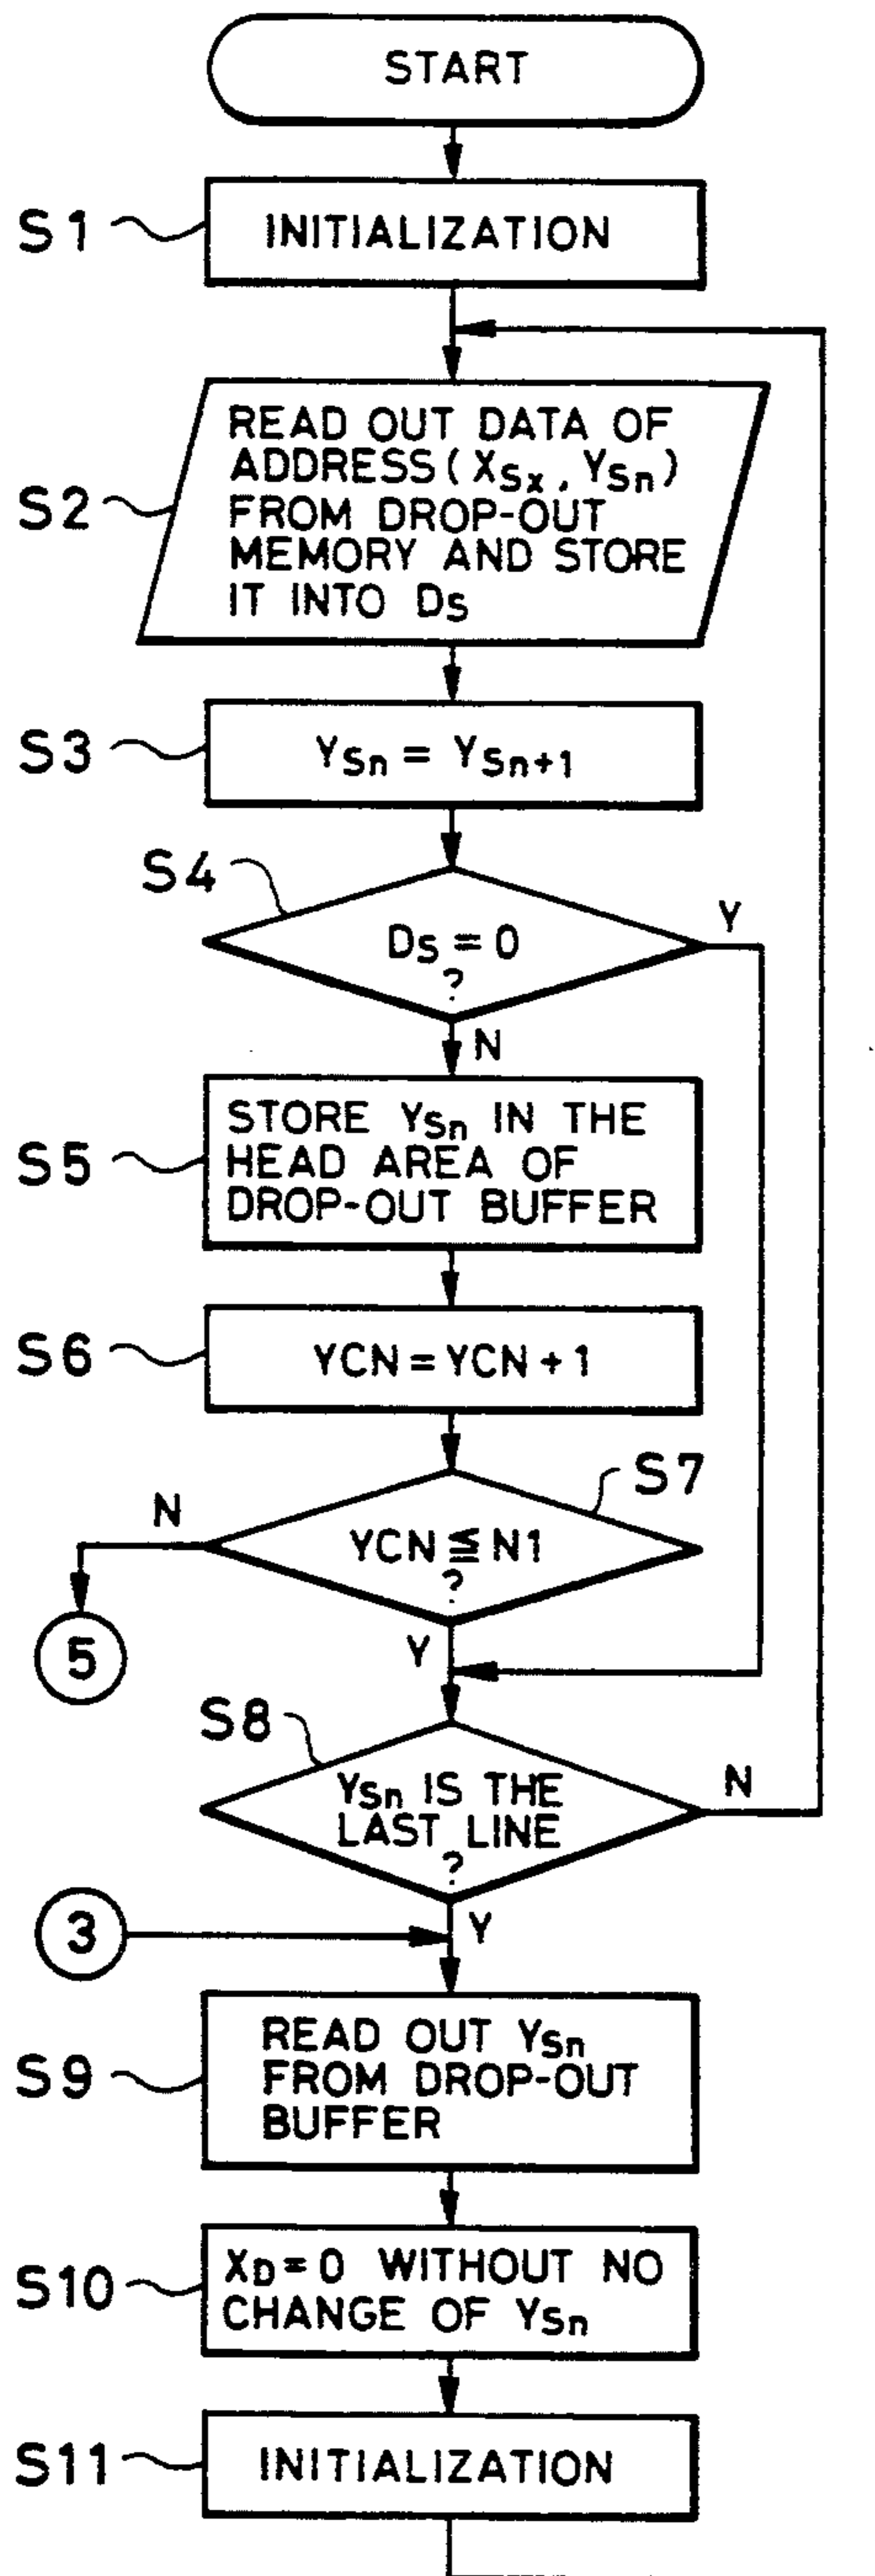 START
S1
INITIALIZATION
S2
READ OUT DATA OF
ADDRESS (XSx, YSn)
FROM DROP-OUT
MEMORY AND STORE
IT INTO DS
S3
YSn = YSn+1
S4
DS = 0
?
Y
N
S5
STORE YSn IN THE
HEAD AREA OF
DROP-OUT BUFFER
S6
YCN = YCN + 1
S7
YCN ≦ N1
?
N
5
Y
S8
YSn IS THE
LAST LINE
?
N
3
Y
S9
READ OUT YSn
FROM DROP-OUT
BUFFER
S10
XD = 0 WITHOUT NO
CHANGE OF YSn
S11
INITIALIZATION